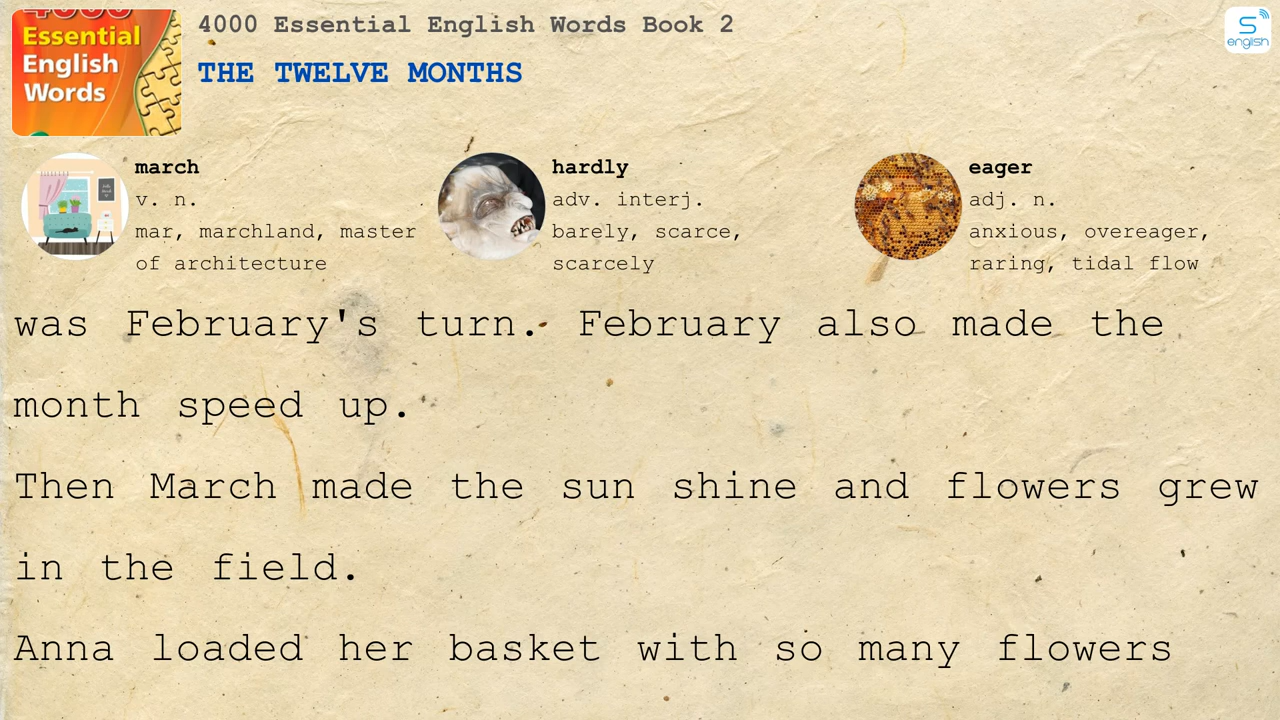 4000
Essential
English
Words
4000 Essential English Words Book 2
THE TWELVE MONTHS
S
english
march
v. n.
mar, marchland, master
of architecture
hardly
adv. interj.
barely, scarce,
scarcely
eager
adj. n.
anxious, overeager,
raring, tidal flow
was February's turn. February also made the
month speed up.
Then March made the sun shine and flowers grew
in the field.
Anna loaded her basket with so many flowers